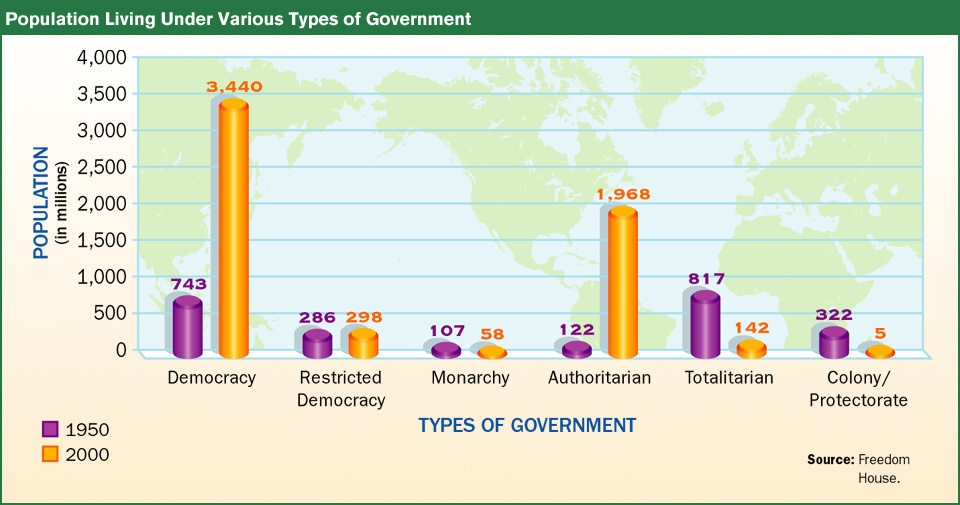 Population Living Under Various Types of Government
4,000
3,500
3,000
2,500
2,000
1,500
1,000
500
0
POPULATION
(in millions)
743
3,440
286
298
107
58
122
1,968
817
142
322
5
Democracy
Restricted
Democracy
Monarchy
Authoritarian
Totalitarian
Colony/
Protectorate
TYPES OF GOVERNMENT
1950
2000
Source: Freedom
House.